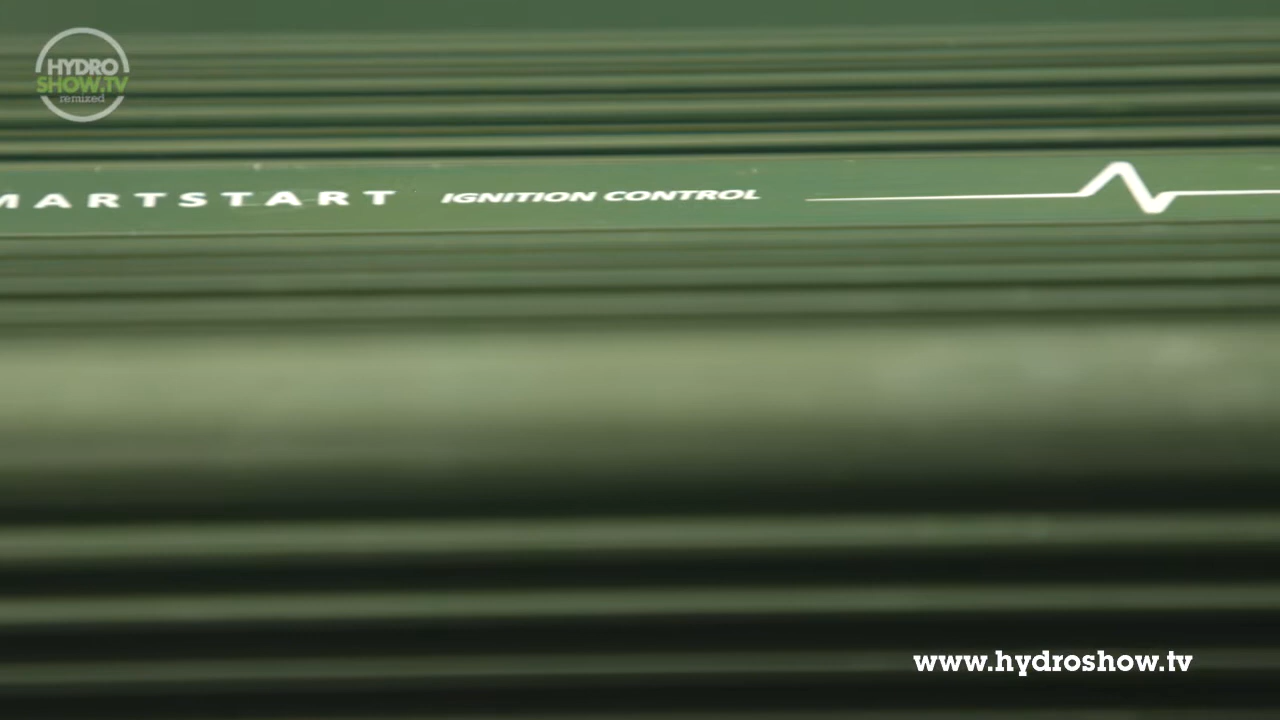 HYDRO
SHOW.TV
remixed
MARTSTART IGNITION CONTROL
www.hydroshow.tv